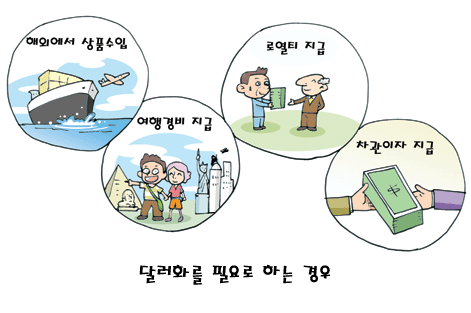 해외에서 상품수입
로열티 지급
여행경비 지급
차관이자 지급
$
달러화를 필요로 하는 경우